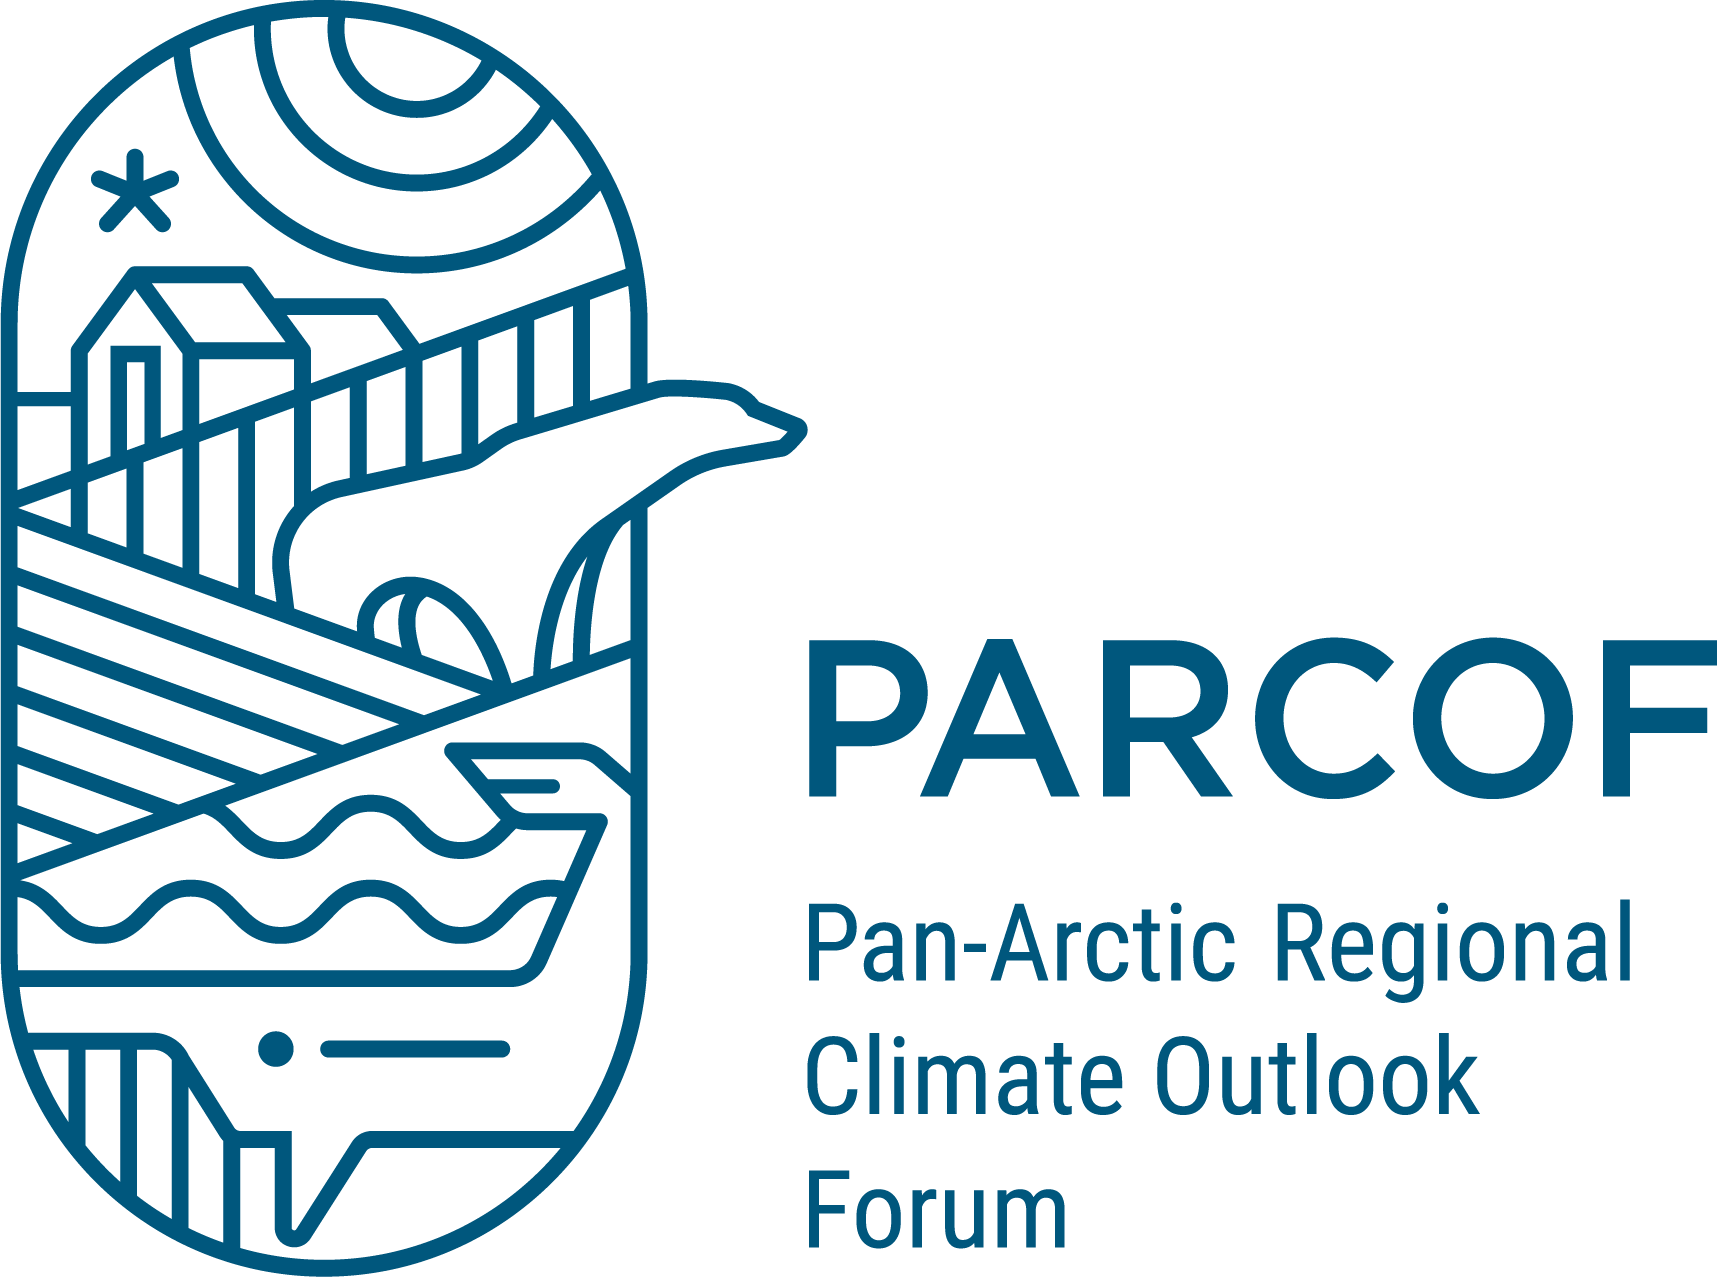 PARCOF
Pan-Arctic Regional
Climate Outlook
Forum